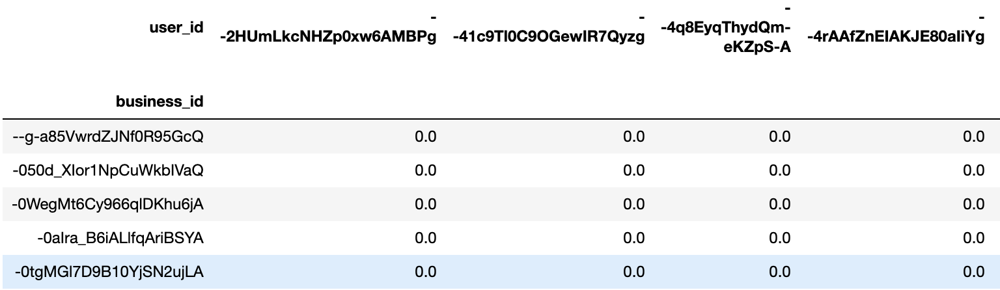 - - - -
user_id -2HUmLkcNHZp0xw6AMBPg -41c9Tl0C9OGewIR7Qyzg -4q8EyqThydQm- -4rAAfZnEIAKJE80aIiYg
eKZpS-A
business_id
--g-a85VwrdZJNf0R95GcQ 0.0 0.0 0.0 0.0
-050d_XIor1NpCuWkbIVaQ 0.0 0.0 0.0 0.0
-0WegMt6Cy966qlDKhu6jA 0.0 0.0 0.0 0.0
-0aIra_B6iALlfqAriBSYA 0.0 0.0 0.0 0.0
-0tgMGl7D9B10YjSN2ujLA 0.0 0.0 0.0 0.0